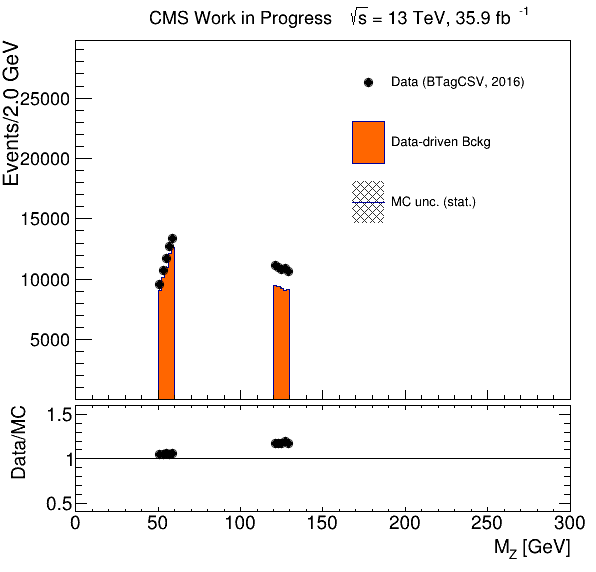 CMS Work in Progress √s = 13 TeV, 35.9 fb -1
Events/2.0 GeV
25000
20000
15000
10000
5000
Data (BTagCSV, 2016)
Data-driven Bckg
MC unc. (stat.)
Data/MC
1.5
1
0.5
0 50 100 150 200 250 300
M_Z [GeV]